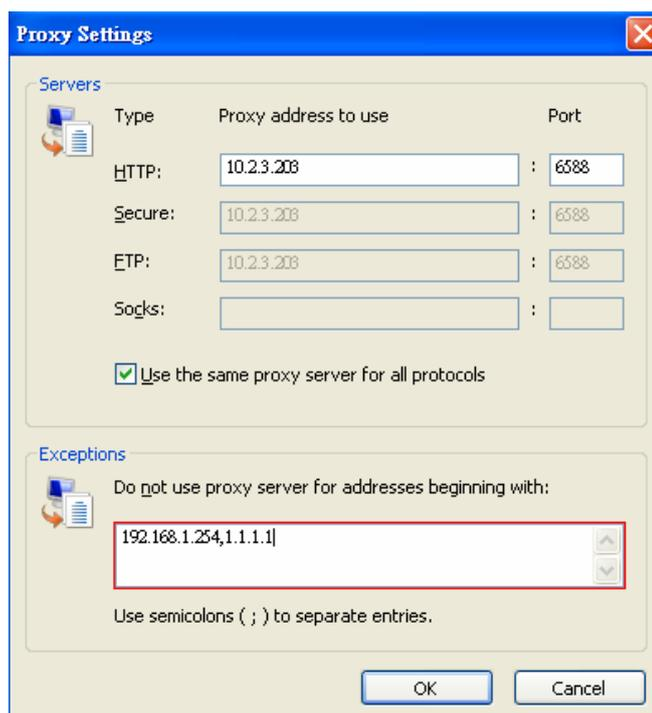 Proxy Settings
Servers
Type Proxy address to use Port
HTTP: 10.2.3.203 : 6588
Secure: 10.2.3.203 : 6588
FTP: 10.2.3.203 : 6588
Socks: :
Use the same proxy server for all protocols
Exceptions
Do not use proxy server for addresses beginning with:
192.168.1.254,1.1.1.1
Use semicolons ( ; ) to separate entries.
OK Cancel